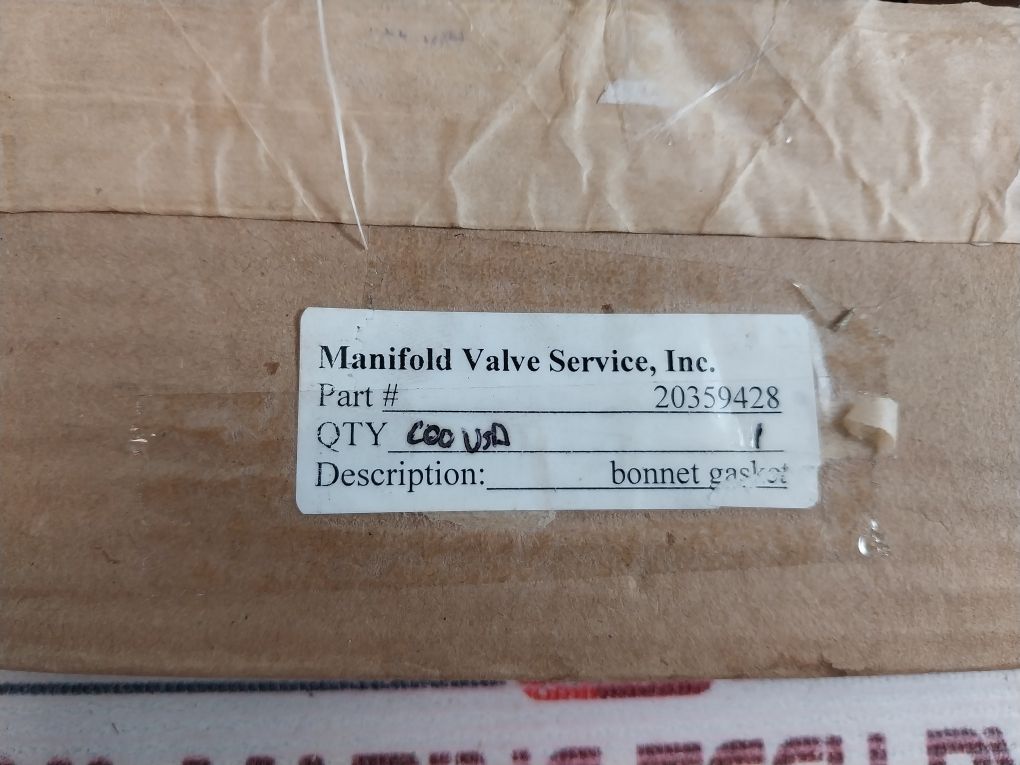 Manifold Valve Service, Inc.
Part # 20359428
QTY COO USA 1
Description: bonnet gasket